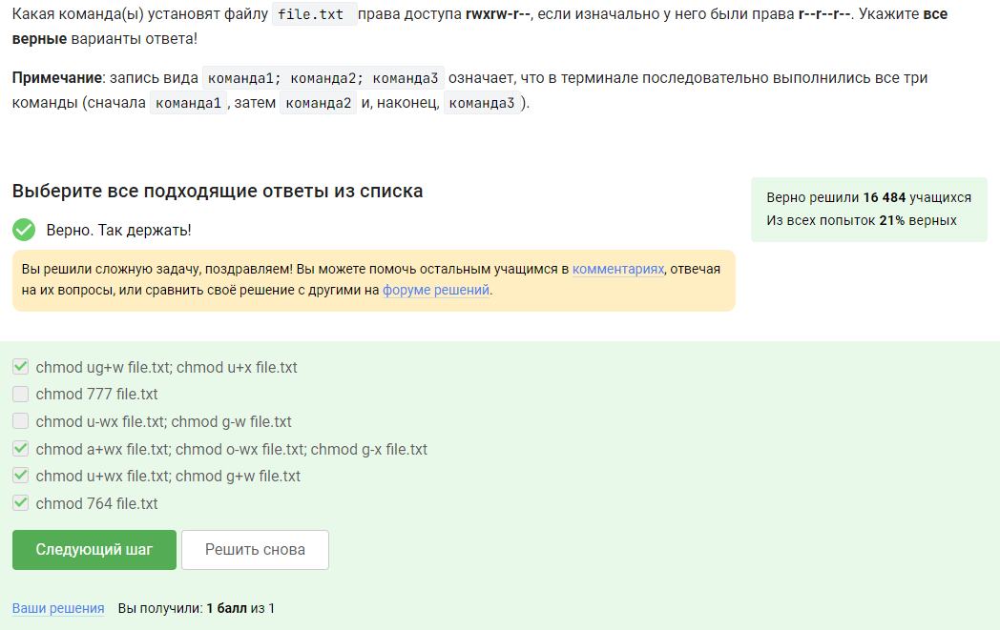 Какая команда(ы) установят файлу file.txt права доступа rwxrw-r--, если изначально у него были права r--r--r--. Укажите все
верные варианты ответа!
Примечание: запись вида команда1; команда2; команда3 означает, что в терминале последовательно выполнились все три
команды (сначала команда1, затем команда2 и, наконец, команда3).
Выберите все подходящие ответы из списка
Верно решили 16 484 учащихся
Из всех попыток 21% верных
Верно. Так держать!
Вы решили сложную задачу, поздравляем! Вы можете помочь остальным учащимся в комментариях, отвечая
на их вопросы, или сравнить своё решение с другими на форуме решений.
chmod ug+w file.txt; chmod u+x file.txt
chmod 777 file.txt
chmod u-wx file.txt; chmod g-w file.txt
chmod a+wx file.txt; chmod o-wx file.txt; chmod g-x file.txt
chmod u+wx file.txt; chmod g+w file.txt
chmod 764 file.txt
Следующий шаг
Решить снова
Ваши решения Вы получили: 1 балл из 1